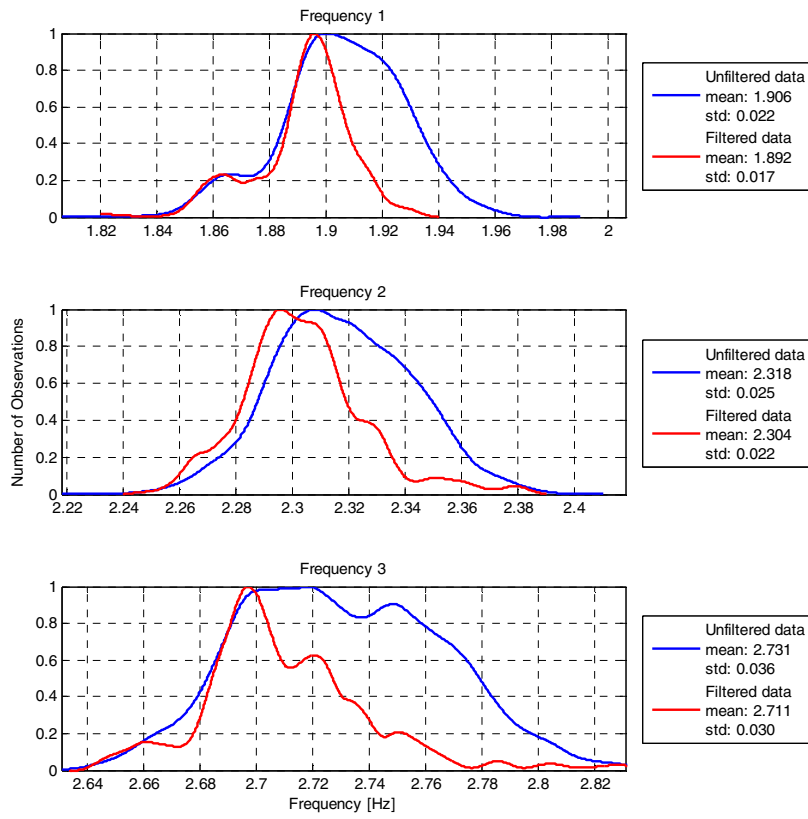 Frequency 1
1
0.8
0.6
0.4
0.2
0
1.82 1.84 1.86 1.88 1.9 1.92 1.94 1.96 1.98 2
Unfiltered data
mean: 1.906
std: 0.022
Filtered data
mean: 1.892
std: 0.017
Frequency 2
Number of Observations
1
0.8
0.6
0.4
0.2
0
2.22 2.24 2.26 2.28 2.3 2.32 2.34 2.36 2.38 2.4
Unfiltered data
mean: 2.318
std: 0.025
Filtered data
mean: 2.304
std: 0.022
Frequency 3
1
0.8
0.6
0.4
0.2
0
2.64 2.66 2.68 2.7 2.72 2.74 2.76 2.78 2.8 2.82
Frequency [Hz]
Unfiltered data
mean: 2.731
std: 0.036
Filtered data
mean: 2.711
std: 0.030